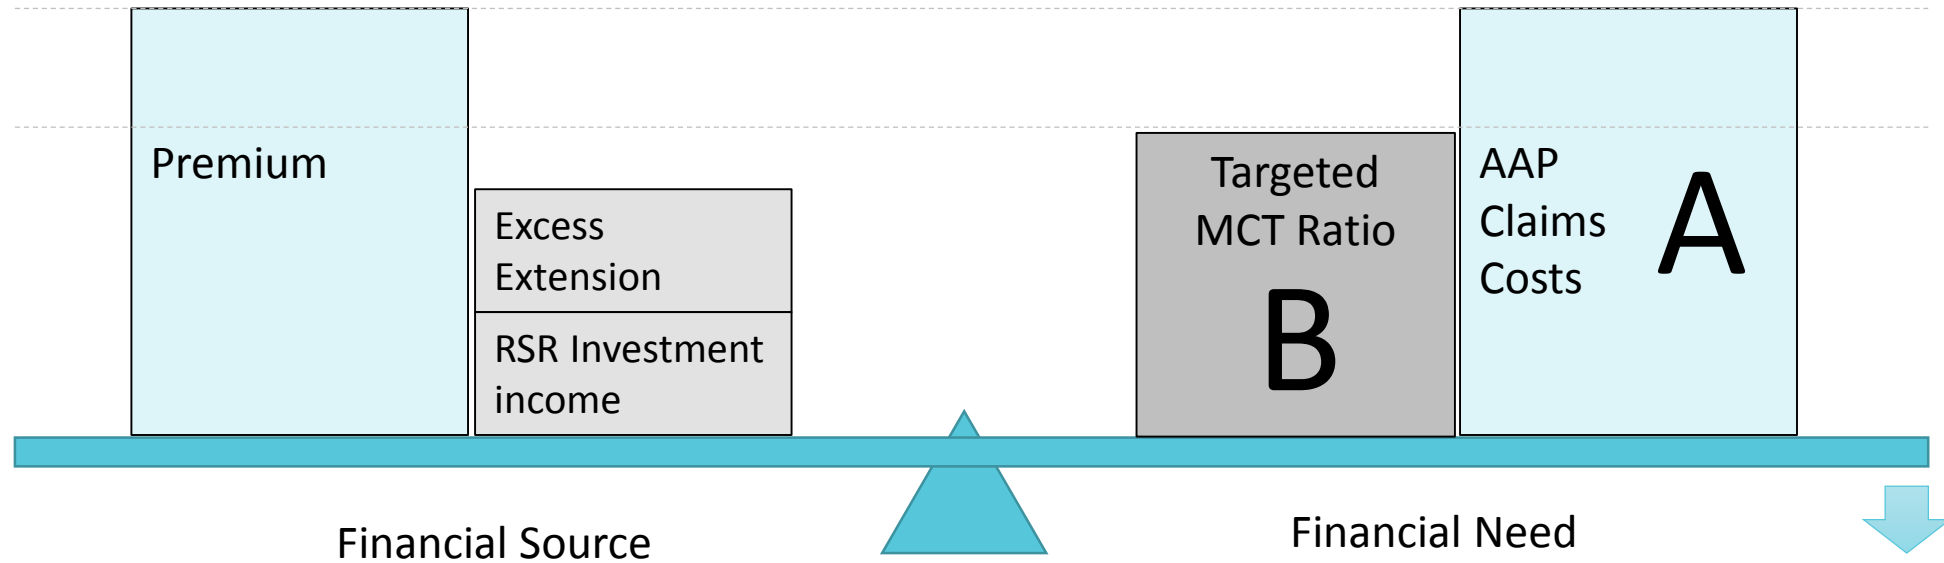 Premium
Excess
Extension
RSR Investment
income
Targeted
MCT Ratio
B
AAP
Claims
Costs
A
Financial Source
Financial Need